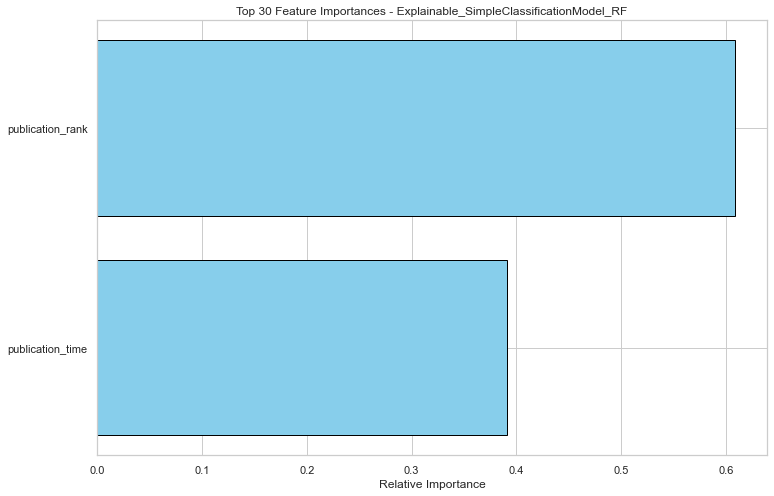 Top 30 Feature Importances - Explainable_SimpleClassificationModel_RF
publication_rank
publication_time
0.0 0.1 0.2 0.3 0.4 0.5 0.6
Relative Importance